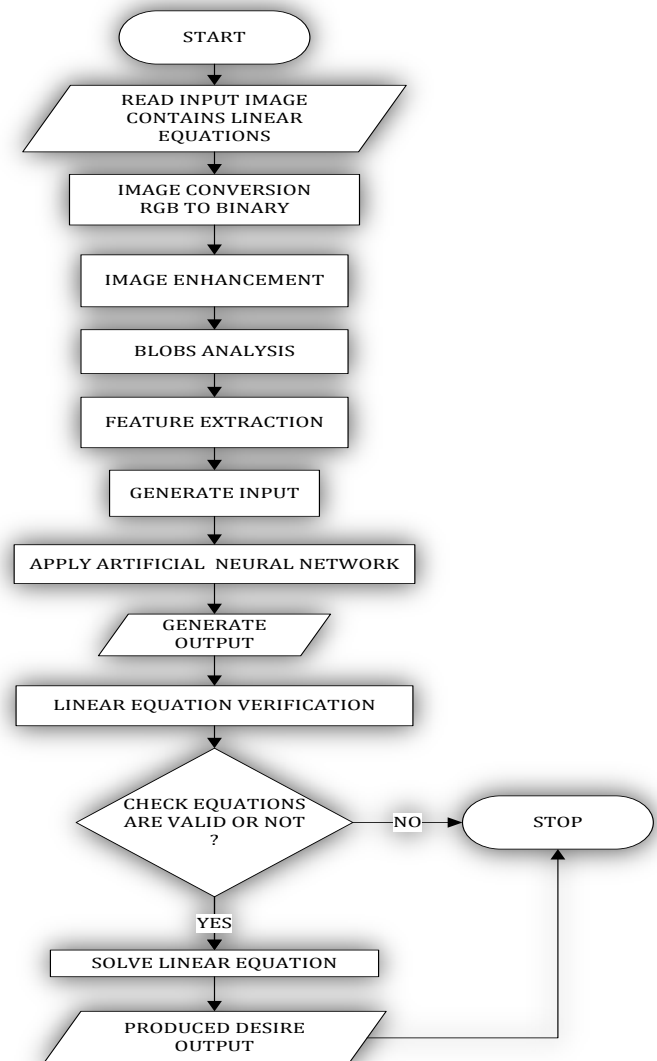 START
READ INPUT IMAGE
CONTAINS LINEAR
EQUATIONS
IMAGE CONVERSION
RGB TO BINARY
IMAGE ENHANCEMENT
BLOBS ANALYSIS
FEATURE EXTRACTION
GENERATE INPUT
APPLY ARTIFICIAL NEURAL NETWORK
GENERATE
OUTPUT
LINEAR EQUATION VERIFICATION
CHECK EQUATIONS
ARE VALID OR NOT
?
NO
STOP
YES
SOLVE LINEAR EQUATION
PRODUCED DESIRE
OUTPUT